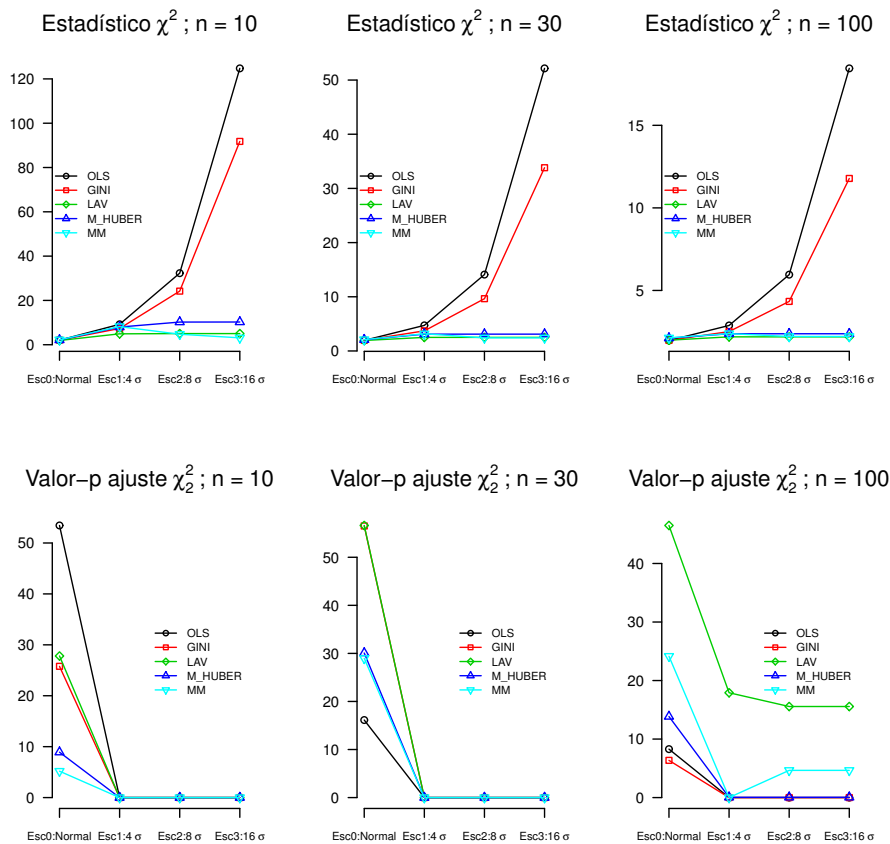 Estadístico χ² ; n = 10
120
100
80
60
40
20
0
OLS
GINI
LAV
M_HUBER
MM
Esc0:Normal Esc1:4 σ Esc2:8 σ Esc3:16 σ
Estadístico χ² ; n = 30
50
40
30
20
10
0
OLS
GINI
LAV
M_HUBER
MM
Esc0:Normal Esc1:4 σ Esc2:8 σ Esc3:16 σ
Estadístico χ² ; n = 100
15
10
5
OLS
GINI
LAV
M_HUBER
MM
Esc0:Normal Esc1:4 σ Esc2:8 σ Esc3:16 σ
Valor−p ajuste χ²₂ ; n = 10
50
40
30
20
10
0
OLS
GINI
LAV
M_HUBER
MM
Esc0:Normal Esc1:4 σ Esc2:8 σ Esc3:16 σ
Valor−p ajuste χ²₂ ; n = 30
50
40
30
20
10
0
OLS
GINI
LAV
M_HUBER
MM
Esc0:Normal Esc1:4 σ Esc2:8 σ Esc3:16 σ
Valor−p ajuste χ²₂ ; n = 100
40
30
20
10
0
OLS
GINI
LAV
M_HUBER
MM
Esc0:Normal Esc1:4 σ Esc2:8 σ Esc3:16 σ